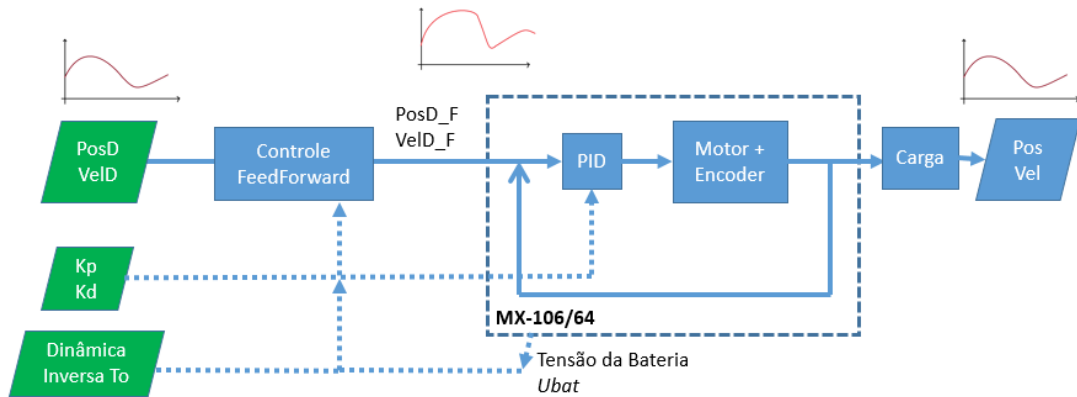 PosD_F
VelD_F
PosD
VelD
Controle
FeedForward
PID
Motor +
Encoder
Carga
Pos
Vel
Kp
Kd
MX-106/64
Dinâmica
Inversa To
Tensão da Bateria
Ubat